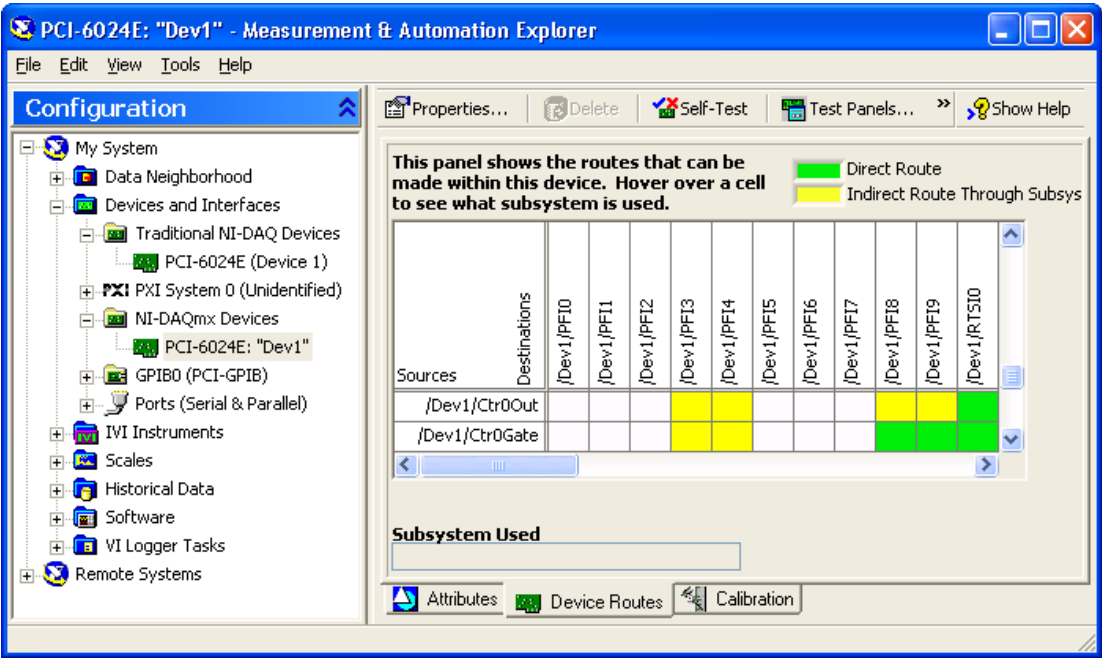 PCI-6024E: "Dev1" - Measurement & Automation Explorer
File Edit View Tools Help
Configuration
My System
Data Neighborhood
Devices and Interfaces
Traditional NI-DAQ Devices
PCI-6024E (Device 1)
PXI PXI System 0 (Unidentified)
NI-DAQmx Devices
PCI-6024E: "Dev1"
GPIB0 (PCI-GPIB)
Ports (Serial & Parallel)
IVI IVI Instruments
Scales
Historical Data
Software
VI Logger Tasks
Remote Systems
Properties... Delete Self-Test Test Panels... » Show Help
This panel shows the routes that can be
made within this device. Hover over a cell
to see what subsystem is used.
Direct Route
Indirect Route Through Subsys
Sources
Destinations
/Dev1/PFI0
/Dev1/PFI1
/Dev1/PFI2
/Dev1/PFI3
/Dev1/PFI4
/Dev1/PFI5
/Dev1/PFI6
/Dev1/PFI7
/Dev1/PFI8
/Dev1/PFI9
/Dev1/RTSI0
/Dev1/Ctr0Out
/Dev1/Ctr0Gate
Subsystem Used
Attributes Device Routes Calibration